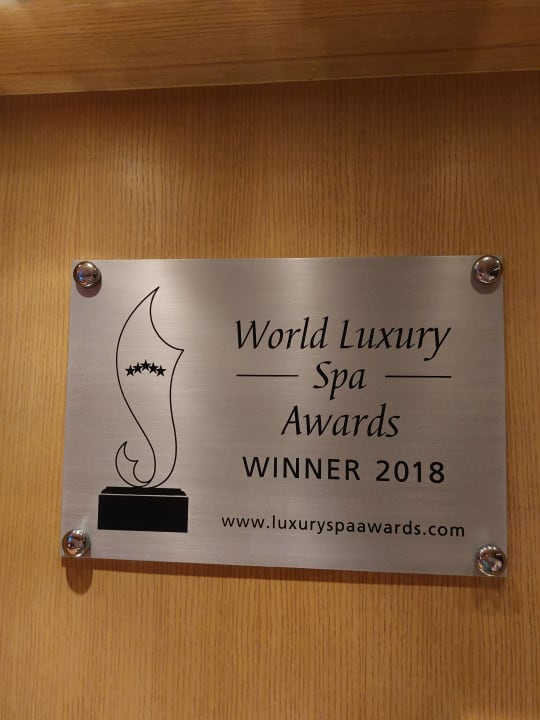 World Luxury
Spa
Awards
WINNER 2018
www.luxuryspaawards.com